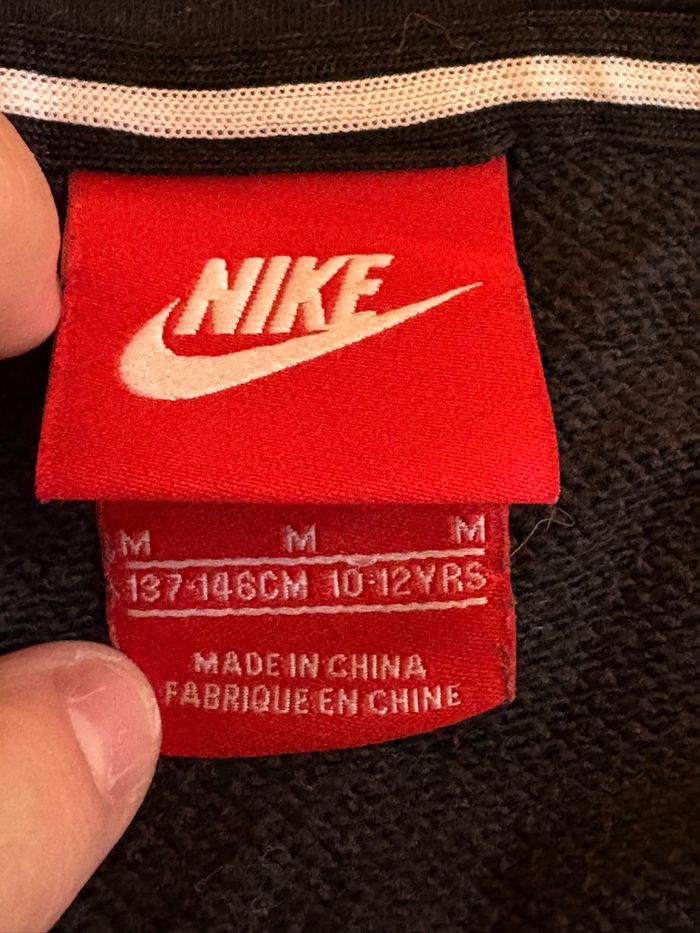 NIKE
M M M
137-146CM 10-12YRS
MADE IN CHINA
FABRIQUE EN CHINE